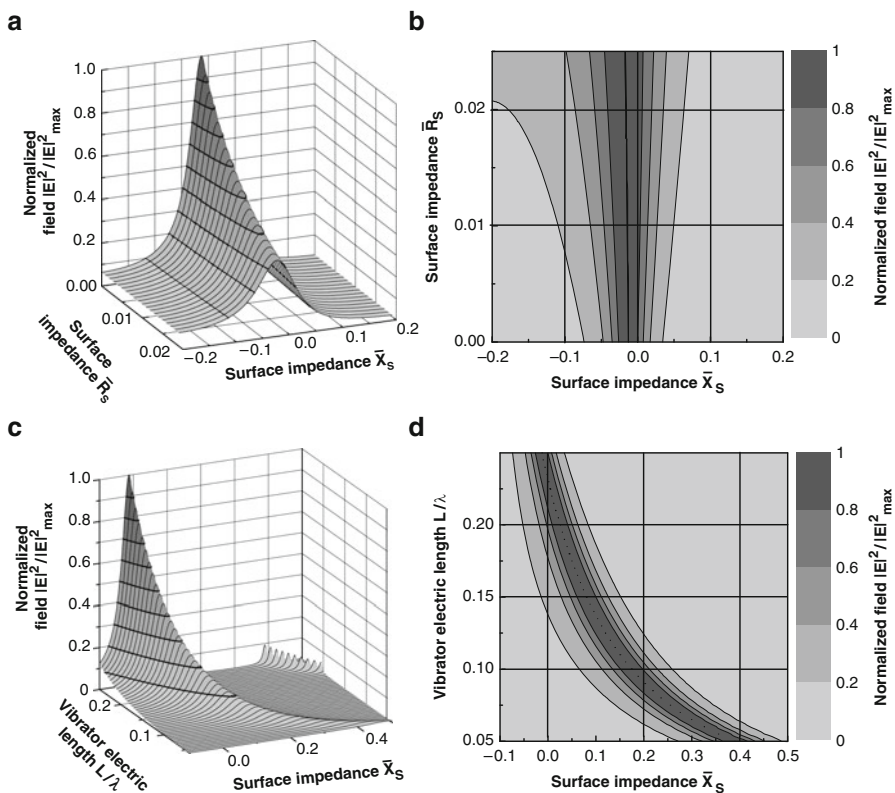 a
Normalized
field |E|²/|E|²max
1.0
0.8
0.6
0.4
0.2
0.00
0.01
0.02
Surface
impedance R̅S
−0.2
−0.1
0.0
0.1
0.2
Surface impedance X̅S
b
Surface impedance R̅S
0.02
0.01
0.00
−0.2
−0.1
0.0
0.1
0.2
Surface impedance X̅S
1
0.8
0.6
0.4
0.2
0
Normalized field |E|²/|E|²max
c
Normalized
field |E|²/|E|²max
1.0
0.8
0.6
0.4
0.2
0
0.2
0.1
Vibrator electric
length L/λ
0.0
0.2
0.4
Surface impedance X̅S
d
Vibrator electric length L/λ
0.20
0.15
0.10
0.05
−0.1
0.0
0.1
0.2
0.3
0.4
0.5
Surface impedance X̅S
1
0.8
0.6
0.4
0.2
0
Normalized field |E|²/|E|²max